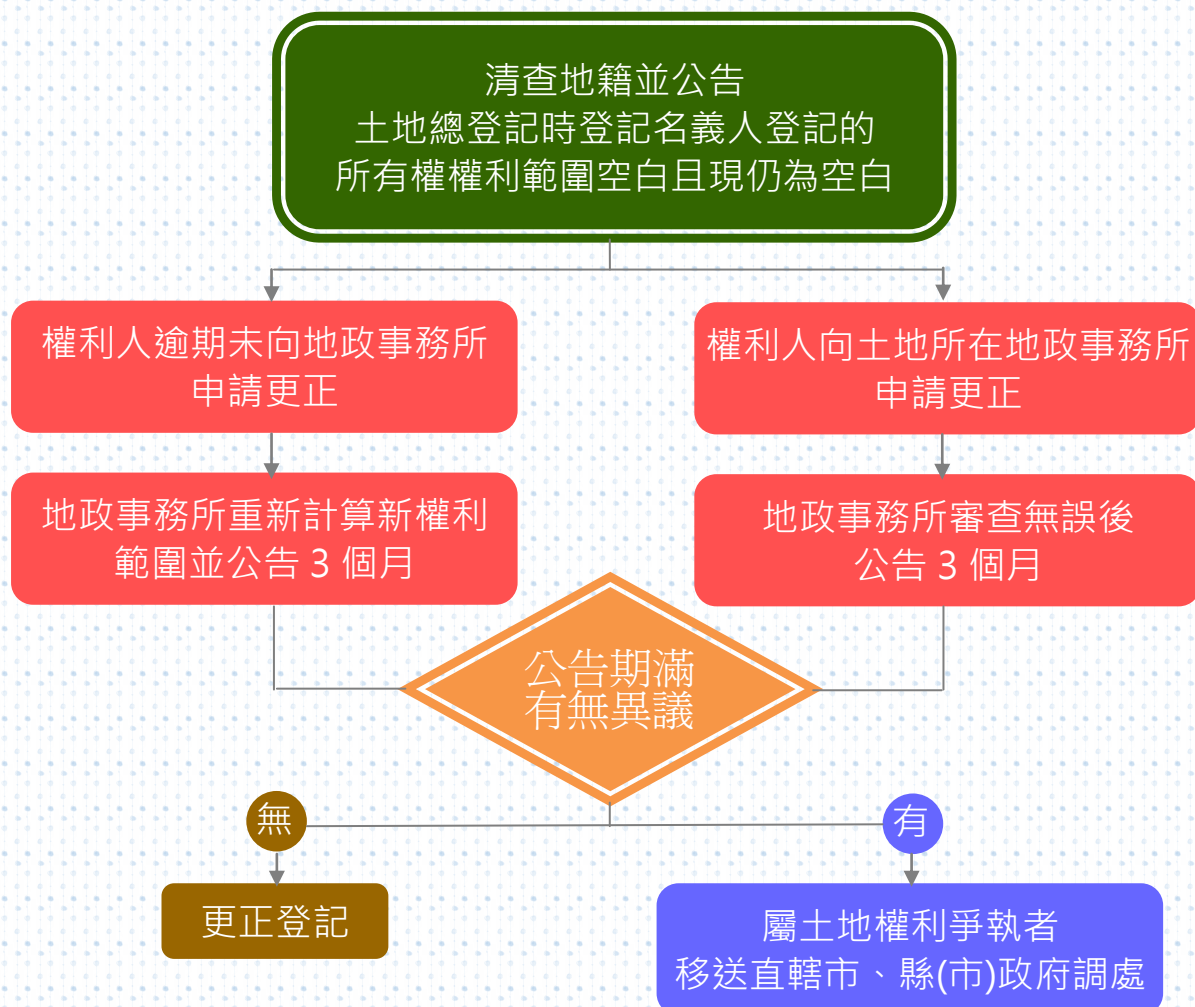 清查地籍並公告
土地總登記時登記名義人登記的
所有權權利範圍空白且現仍為空白
權利人逾期未向地政事務所
申請更正
權利人向土地所在地政事務所
申請更正
地政事務所重新計算新權利
範圍並公告 3 個月
地政事務所審查無誤後
公告 3 個月
公告期滿
有無異議
無
有
更正登記
屬土地權利爭執者
移送直轄市、縣(市)政府調處